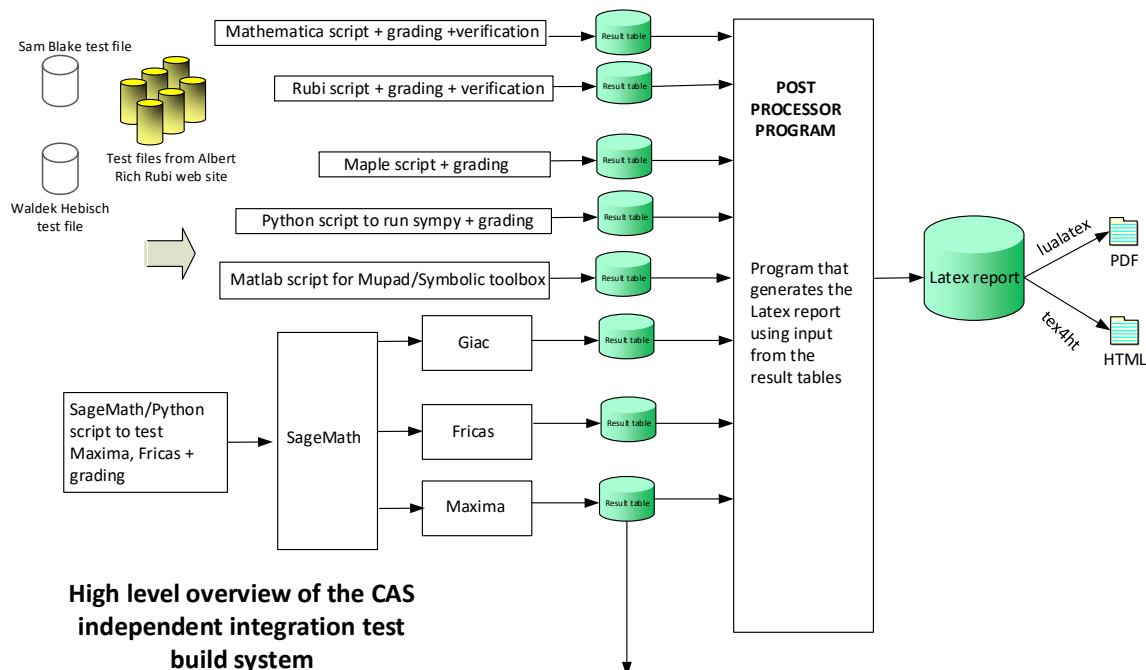 Sam Blake test file
Test files from Albert
Rich Rubi web site
Waldek Hebisch
test file
Mathematica script + grading +verification
Result table
Rubi script + grading + verification
Result table
Maple script + grading
Result table
Python script to run sympy + grading
Result table
Matlab script for Mupad/Symbolic toolbox
Result table
SageMath/Python
script to test
Maxima, Fricas +
grading
SageMath
Giac
Result table
Fricas
Result table
Maxima
Result table
POST
PROCESSOR
PROGRAM
Program that
generates the
Latex report
using input
from the
result tables
Latex report
lualatex
PDF
tex4ht
HTML
High level overview of the CAS
independent integration test
build system